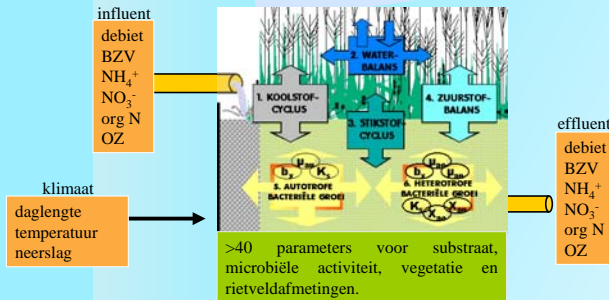 influent
debiet
BZV
NH₄⁺
NO₃⁻
org N
OZ
klimaat
daglengte
temperatuur
neerslag
2. WATER-
BALANS
1. KOOLSTOF-
CYCLUS
3. STIKSTOF-
CYCLUS
4. ZUURSTOF-
BALANS
μ
b K
5. AUTOTROFE
BACTERIËLE GROEI
μ
b μ
6. HETEROTROFE
BACTERIËLE GROEI
K X X
>40 parameters voor substraat,
microbiële activiteit, vegetatie en
rietveldafmetingen.
effluent
debiet
BZV
NH₄⁺
NO₃⁻
org N
OZ